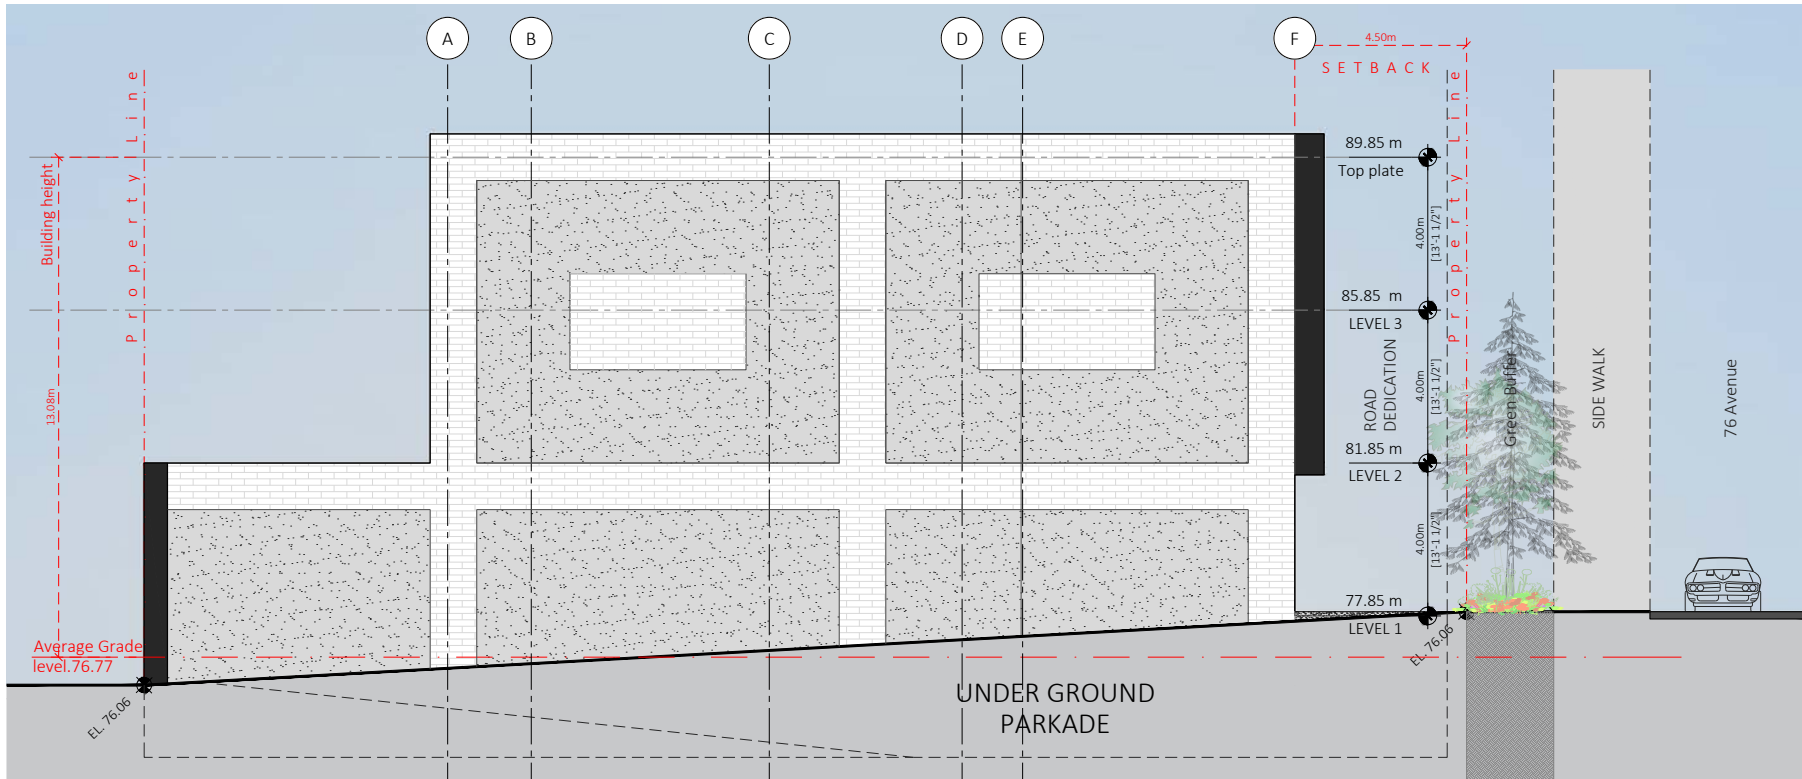 A
B
C
D
E
F
4.50m
SETBACK
Property Line
Property Line
Building height
13.08m
89.85 m
Top plate
4.00m
[13'-1 1/2"]
85.85 m
LEVEL 3
ROAD
DEDICATION
4.00m
[13'-1 1/2"]
Green Buffer
SIDE WALK
76 Avenue
81.85 m
LEVEL 2
4.00m
[13'-1 1/2"]
77.85 m
LEVEL 1
EL. 76.06
Average Grade
level.76.77
EL. 76.06
UNDER GROUND
PARKADE